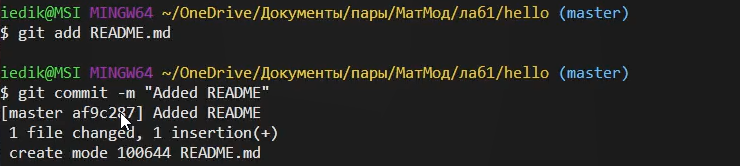 iedik@MSI MINGW64 ~/OneDrive/Документы/пары/МатМод/ла61/hello (master)
$ git add README.md
iedik@MSI MINGW64 ~/OneDrive/Документы/пары/МатМод/ла61/hello (master)
$ git commit -m "Added README"
[master af9c287] Added README
1 file changed, 1 insertion(+)
create mode 100644 README.md